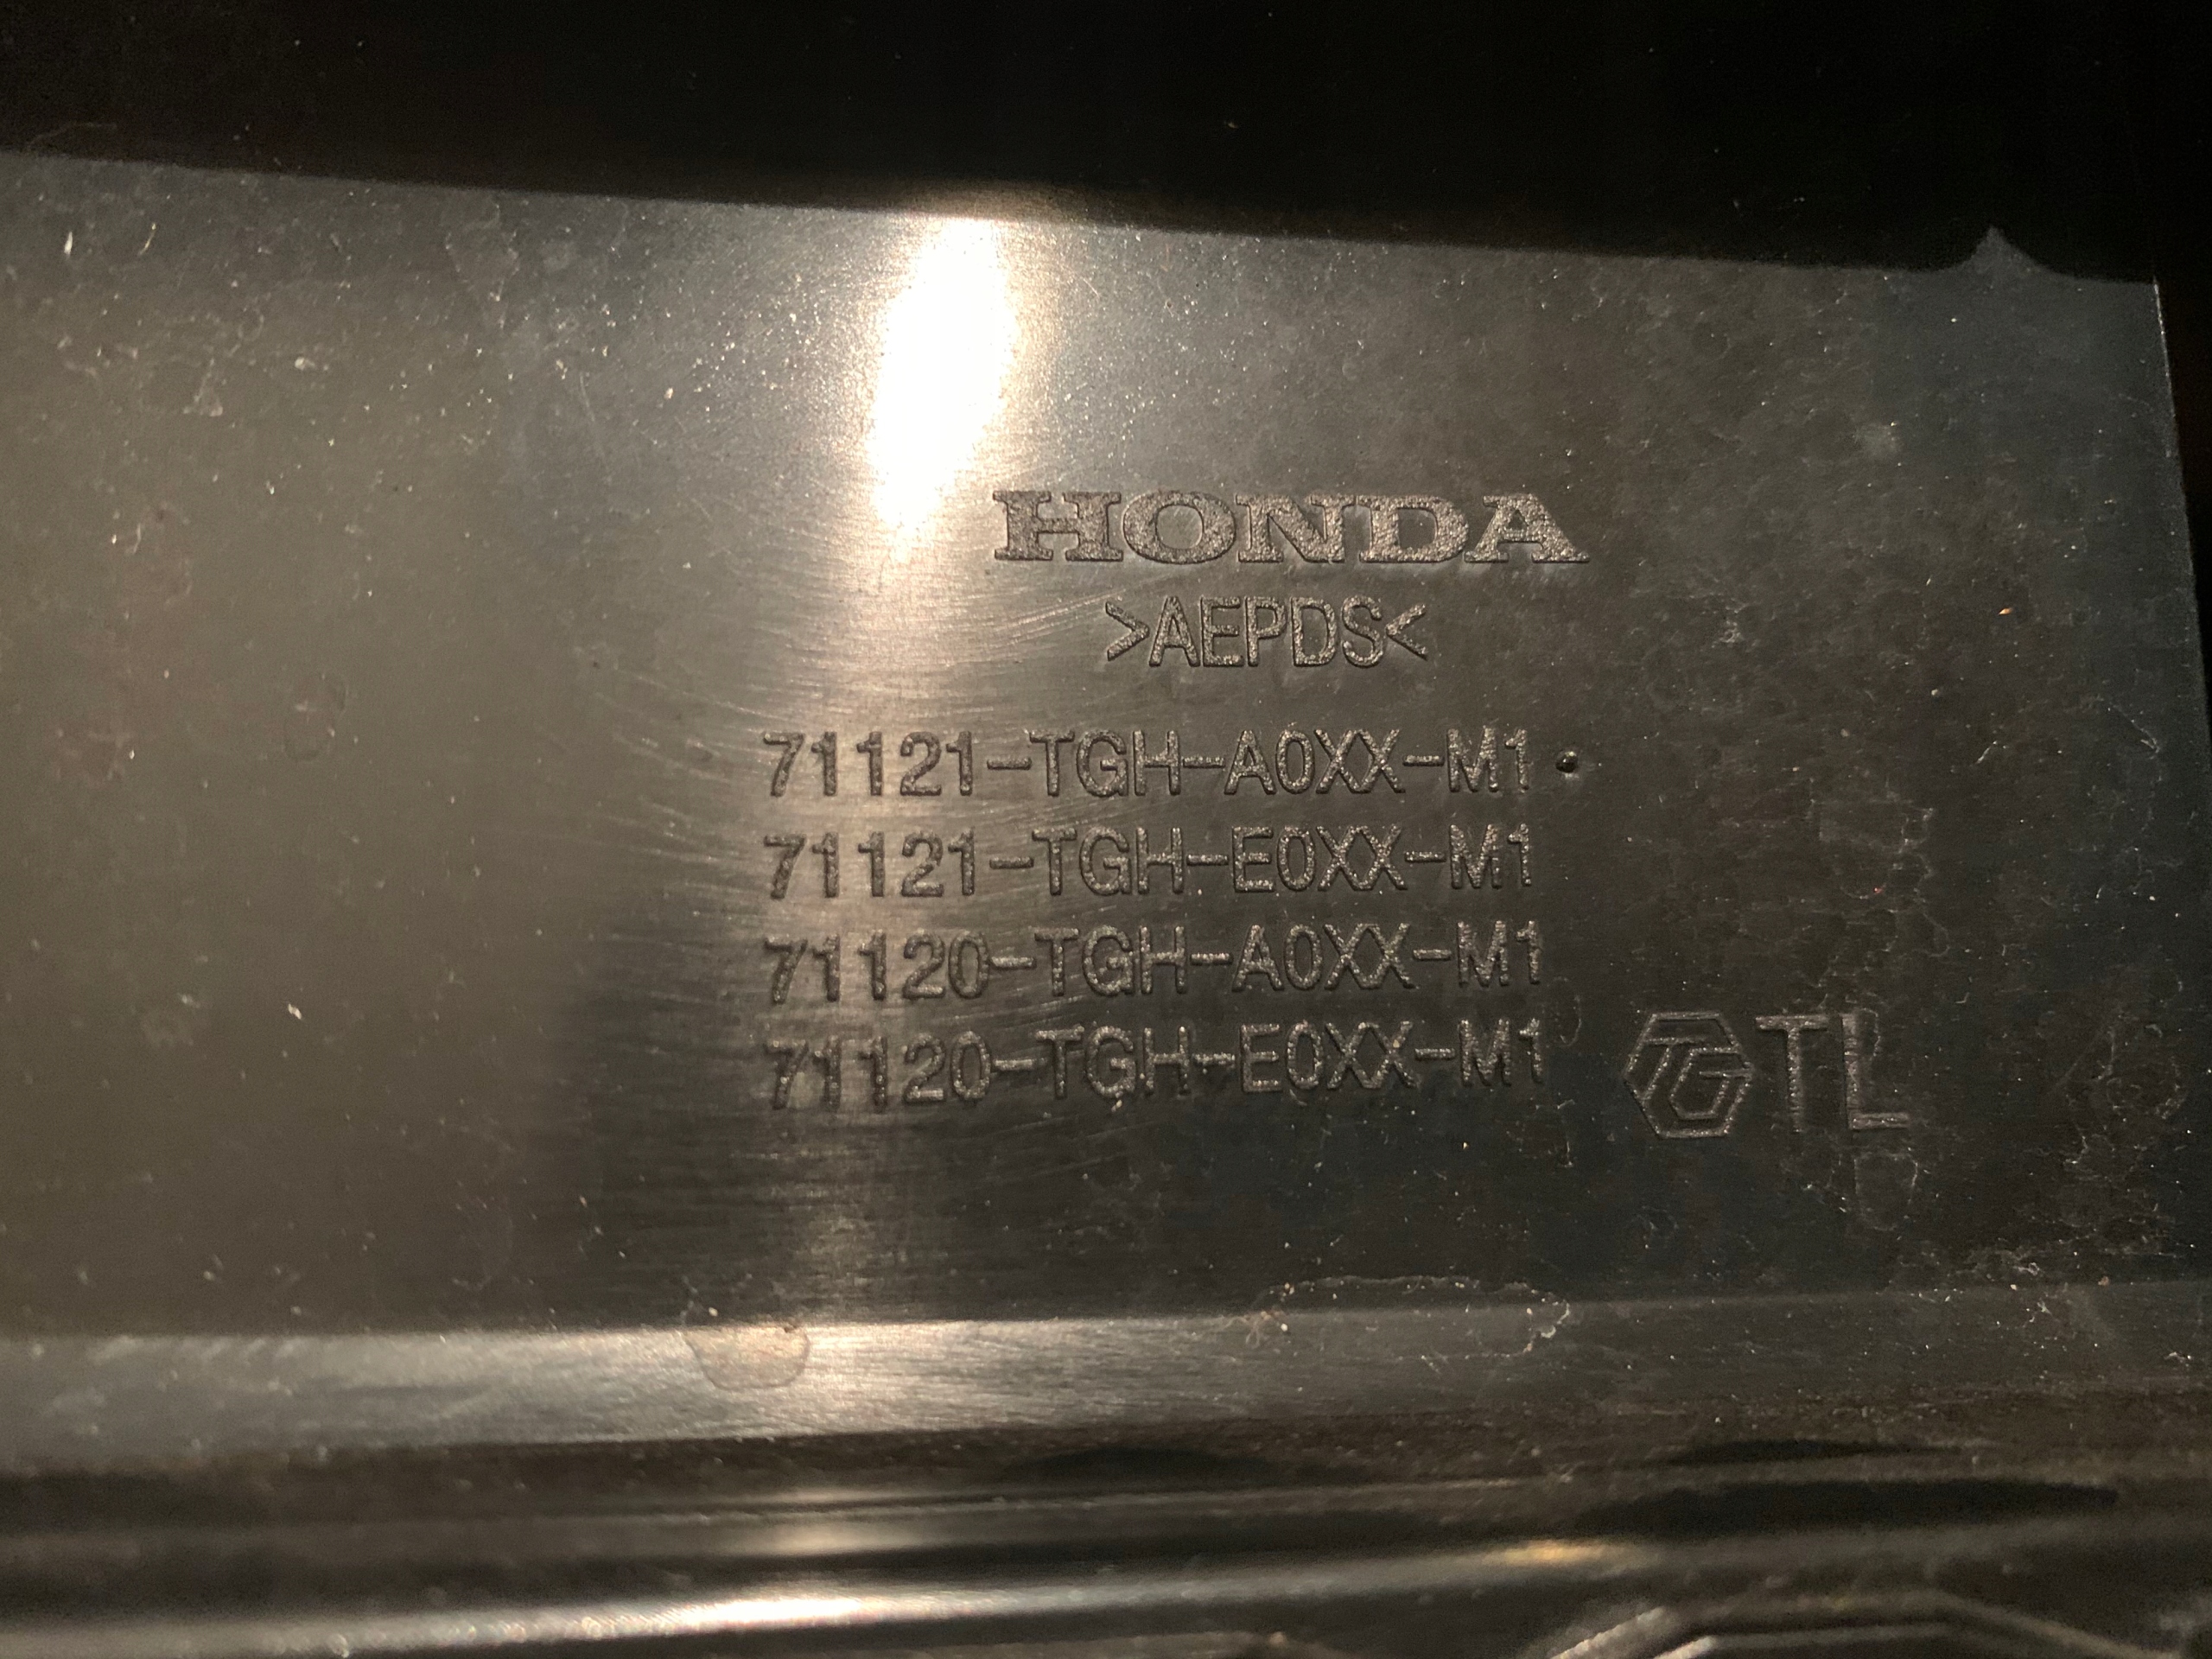 HONDA
>AEPDS<
71121-TGH-A0XX-M1
71121-TGH-E0XX-M1
71120-TGH-A0XX-M1
71120-TGH-E0XX-M1
TG TL